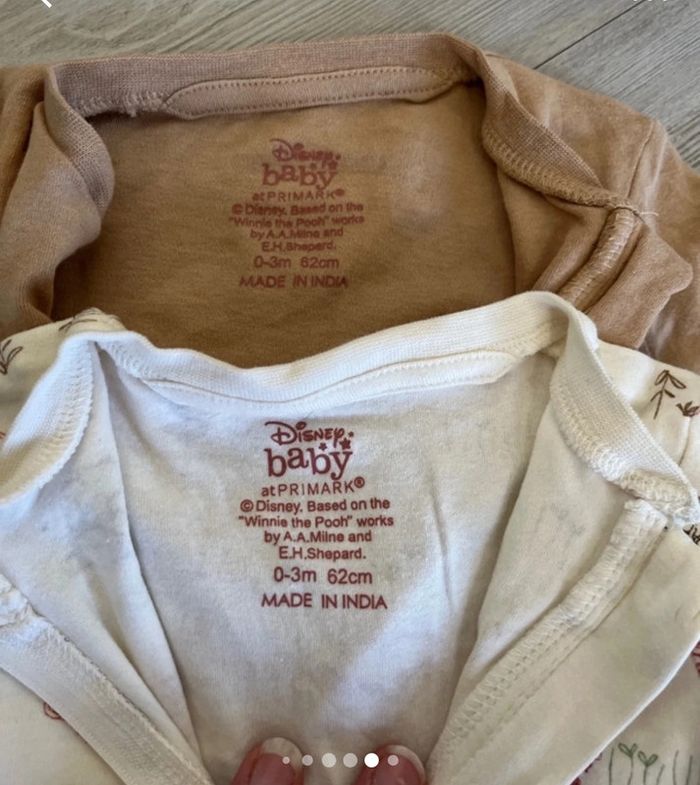 Disney
baby
at PRIMARK®
© Disney. Based on the
"Winnie the Pooh" works
by A.A.Milne and
E.H.Shepard.
0-3m 62cm
MADE IN INDIA
Disney
baby
at PRIMARK®
© Disney. Based on the
"Winnie the Pooh" works
by A.A.Milne and
E.H.Shepard.
0-3m 62cm
MADE IN INDIA